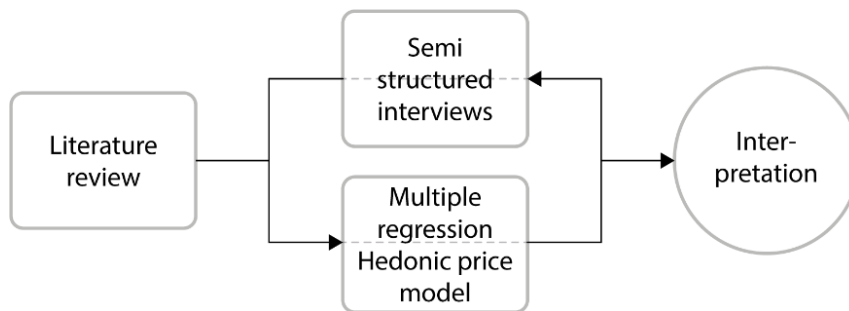 Literature
review
Semi
structured
interviews
Multiple
regression
Hedonic price
model
Inter-
pretation